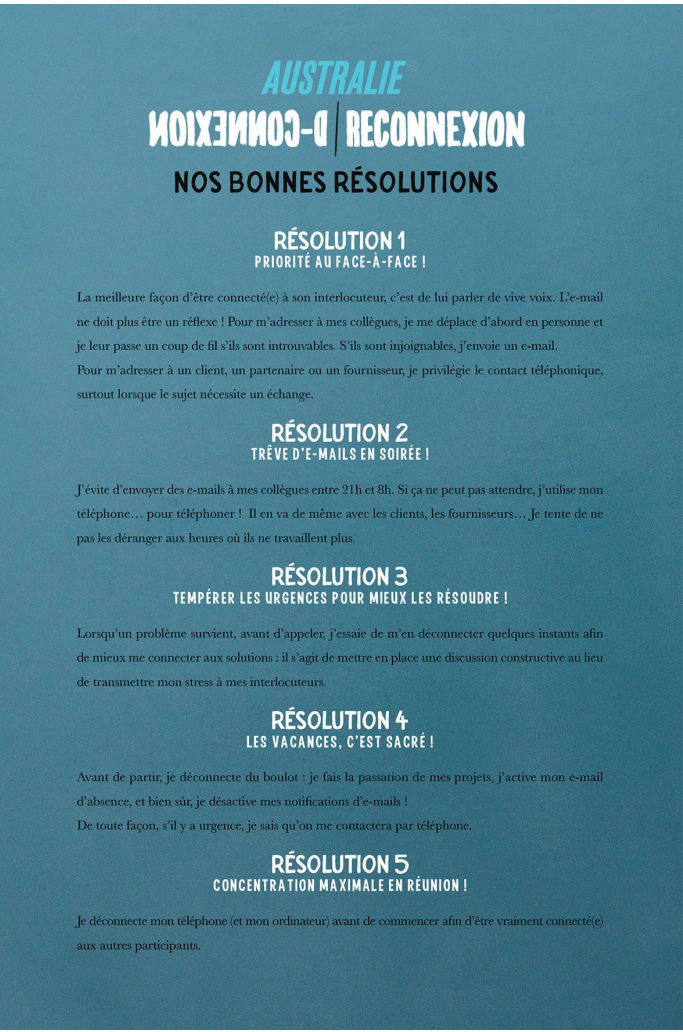 AUSTRALIE
D-CONNEXION | RECONNEXION
NOS BONNES RÉSOLUTIONS
RÉSOLUTION 1
PRIORITÉ AU FACE-À-FACE !
La meilleure façon d'être connecté(e) à son interlocuteur, c'est de lui parler de vive voix. L'e-mail
ne doit plus être un réflexe ! Pour m'adresser à mes collègues, je me déplace d'abord en personne et
je leur passe un coup de fil s'ils sont introuvables. S'ils sont injoignables, j'envoie un e-mail.
Pour m'adresser à un client, un partenaire ou un fournisseur, je privilégie le contact téléphonique,
surtout lorsque le sujet nécessite un échange.
RÉSOLUTION 2
TRÊVE D'E-MAILS EN SOIRÉE !
J'évite d'envoyer des e-mails à mes collègues entre 21h et 8h. Si ça ne peut pas attendre, j'utilise mon
téléphone… pour téléphoner ! Il en va de même avec les clients, les fournisseurs… Je tente de ne
pas les déranger aux heures où ils ne travaillent plus.
RÉSOLUTION 3
TEMPÉRER LES URGENCES POUR MIEUX LES RÉSOUDRE !
Lorsqu'un problème survient, avant d'appeler, j'essaie de m'en déconnecter quelques instants afin
de mieux me connecter aux solutions : il s'agit de mettre en place une discussion constructive au lieu
de transmettre mon stress à mes interlocuteurs.
RÉSOLUTION 4
LES VACANCES, C'EST SACRÉ !
Avant de partir, je déconnecte du boulot : je fais la passation de mes projets, j'active mon e-mail
d'absence, et bien sûr, je désactive mes notifications d'e-mails !
De toute façon, s'il y a urgence, je sais qu'on me contactera par téléphone.
RÉSOLUTION 5
CONCENTRATION MAXIMALE EN RÉUNION !
Je déconnecte mon téléphone (et mon ordinateur) avant de commencer afin d'être vraiment connecté(e)
aux autres participants.